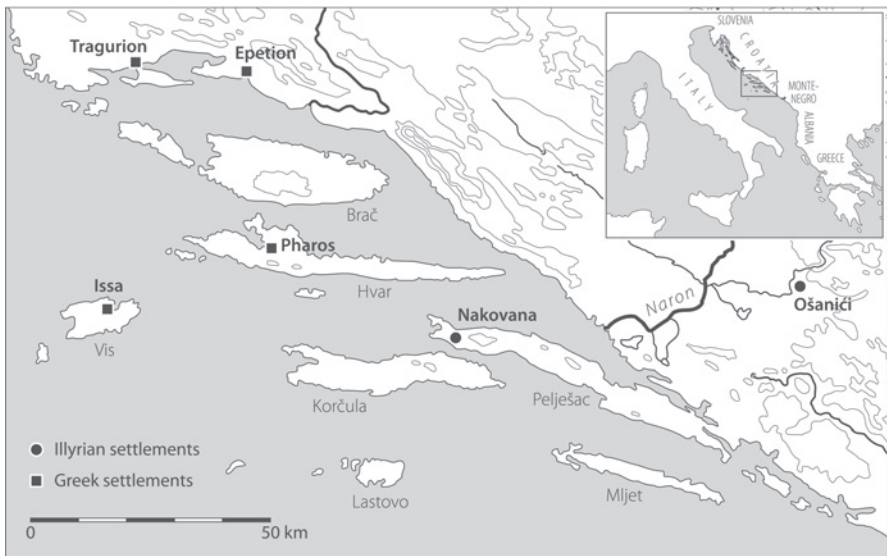 SLOVENIA
CROATIA
ITALY
MONTE-
NEGRO
ALBANIA
GREECE
Tragurion
Epetion
Brač
Pharos
Hvar
Issa
Vis
Nakovana
Naron
Ošanići
Korčula
Pelješac
Lastovo
Mljet
Illyrian settlements
Greek settlements
0 50 km